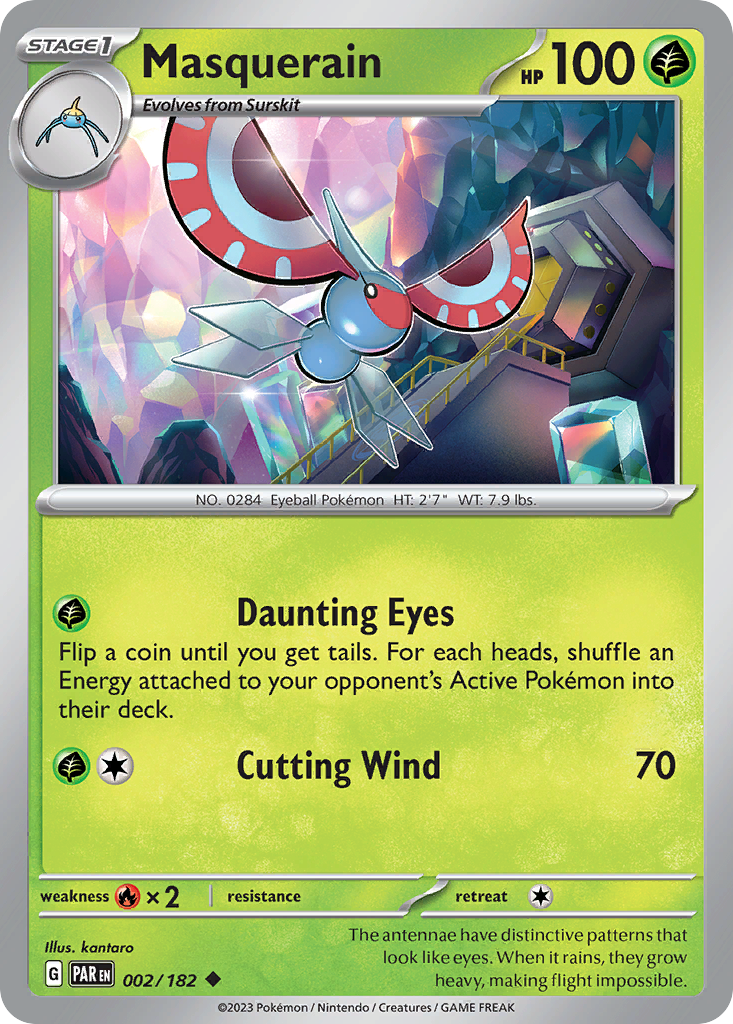 STAGE1
Masquerain
HP 100
Evolves from Surskit
NO. 0284 Eyeball Pokémon HT: 2'7" WT: 7.9 lbs.
Daunting Eyes
Flip a coin until you get tails. For each heads, shuffle an
Energy attached to your opponent's Active Pokémon into
their deck.
Cutting Wind 70
weakness ×2 resistance retreat
Illus. kantaro
The antennae have distinctive patterns that
look like eyes. When it rains, they grow
heavy, making flight impossible.
G PAR EN 002/182
©2023 Pokémon / Nintendo / Creatures / GAME FREAK